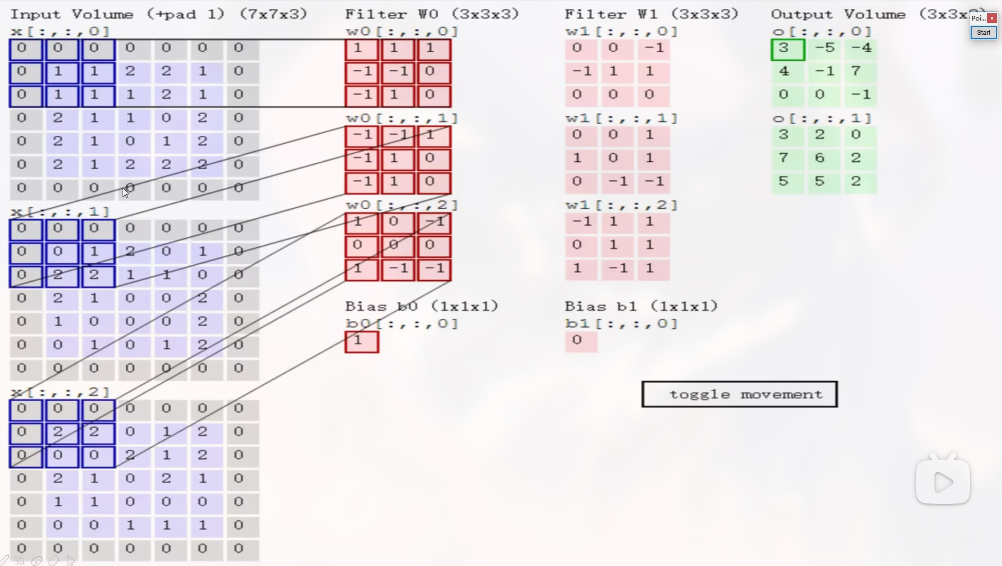 Input Volume (+pad 1) (7x7x3)
x[:,:,0]
0 0 0 0 0 0 0
0 1 1 2 2 1 0
0 1 1 1 2 1 0
0 2 1 1 0 2 0
0 2 1 0 1 2 0
0 2 1 2 2 2 0
0 0 0 0 0 0 0
x[:,:,1]
0 0 0 0 0 0 0
0 0 1 2 0 1 0
0 2 2 1 1 0 0
0 2 1 0 0 2 0
0 1 0 0 0 2 0
0 0 1 0 1 2 0
0 0 0 0 0 0 0
x[:,:,2]
0 0 0 0 0 0 0
0 2 2 0 1 2 0
0 0 0 2 1 2 0
0 2 1 0 2 1 0
0 1 1 0 0 0 0
0 0 0 1 1 1 0
0 0 0 0 0 0 0
Filter W0 (3x3x3)
w0[:,:,0]
1 1 1
-1 -1 0
-1 1 0
w0[:,:,1]
-1 -1 1
-1 1 0
-1 1 0
w0[:,:,2]
1 0 -1
0 0 0
1 -1 -1
Bias b0 (1x1x1)
b0[:,:,0]
1
Filter W1 (3x3x3)
w1[:,:,0]
0 0 -1
-1 1 1
0 0 0
w1[:,:,1]
0 0 1
1 0 1
0 -1 -1
w1[:,:,2]
-1 1 1
0 1 1
1 -1 1
Bias b1 (1x1x1)
b1[:,:,0]
0
Output Volume (3x3x
o[:,:,0]
3 -5 -4
4 -1 7
0 0 -1
o[:,:,1]
3 2 0
7 6 2
5 5 2
toggle movement
Poi...
Start